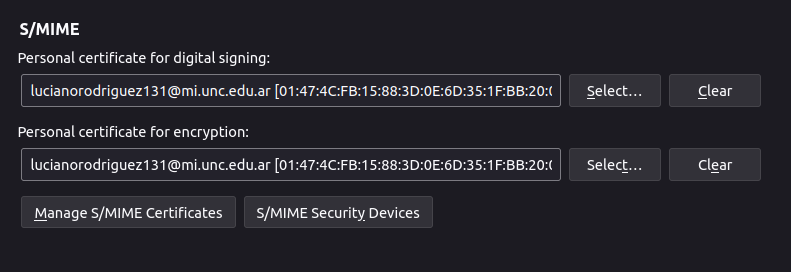 S/MIME
Personal certificate for digital signing:
lucianorodriguez131@mi.unc.edu.ar [01:47:4C:FB:15:88:3D:0E:6D:35:1F:BB:20:0 Select... Clear
Personal certificate for encryption:
lucianorodriguez131@mi.unc.edu.ar [01:47:4C:FB:15:88:3D:0E:6D:35:1F:BB:20:0 Select... Clear
Manage S/MIME Certificates S/MIME Security Devices